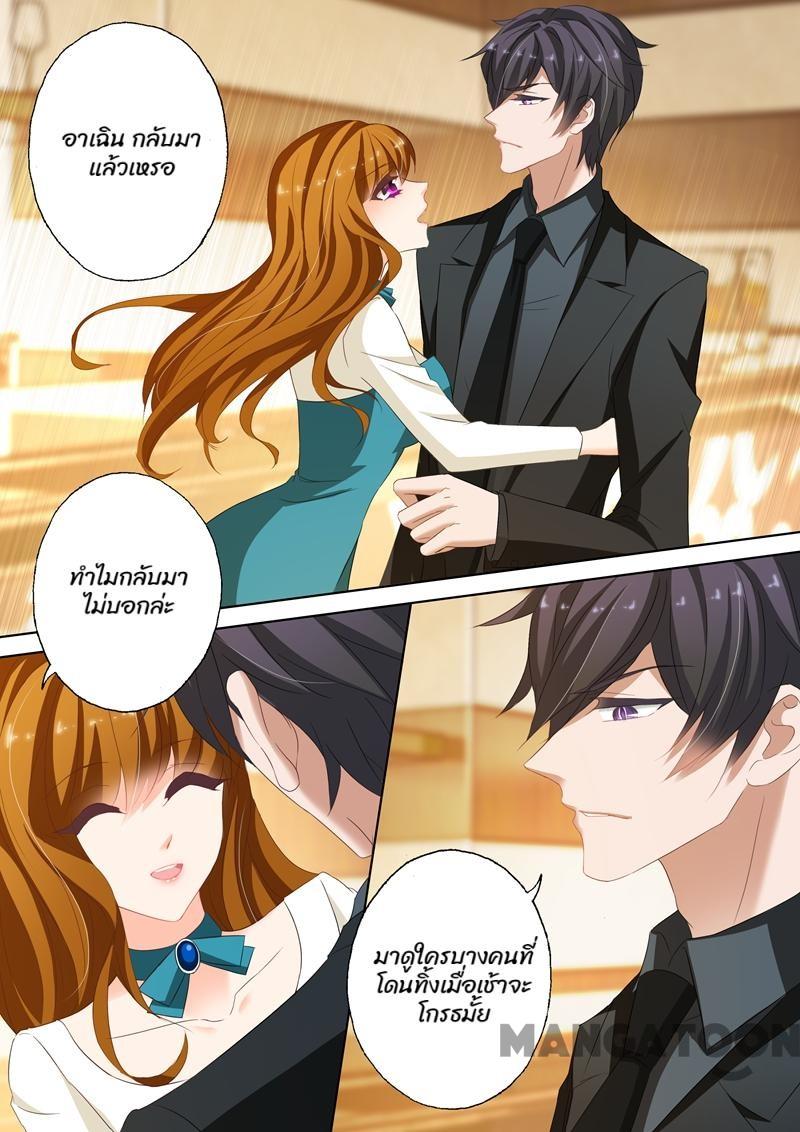 อาเฉิน กลับมา
แล้วเหรอ
ทำไมกลับมา
ไม่บอกล่ะ
มาดูใครบางคนที่
โดนทิ้งเมื่อเช้าจะ
โกรธมั้ย
MANGATOON